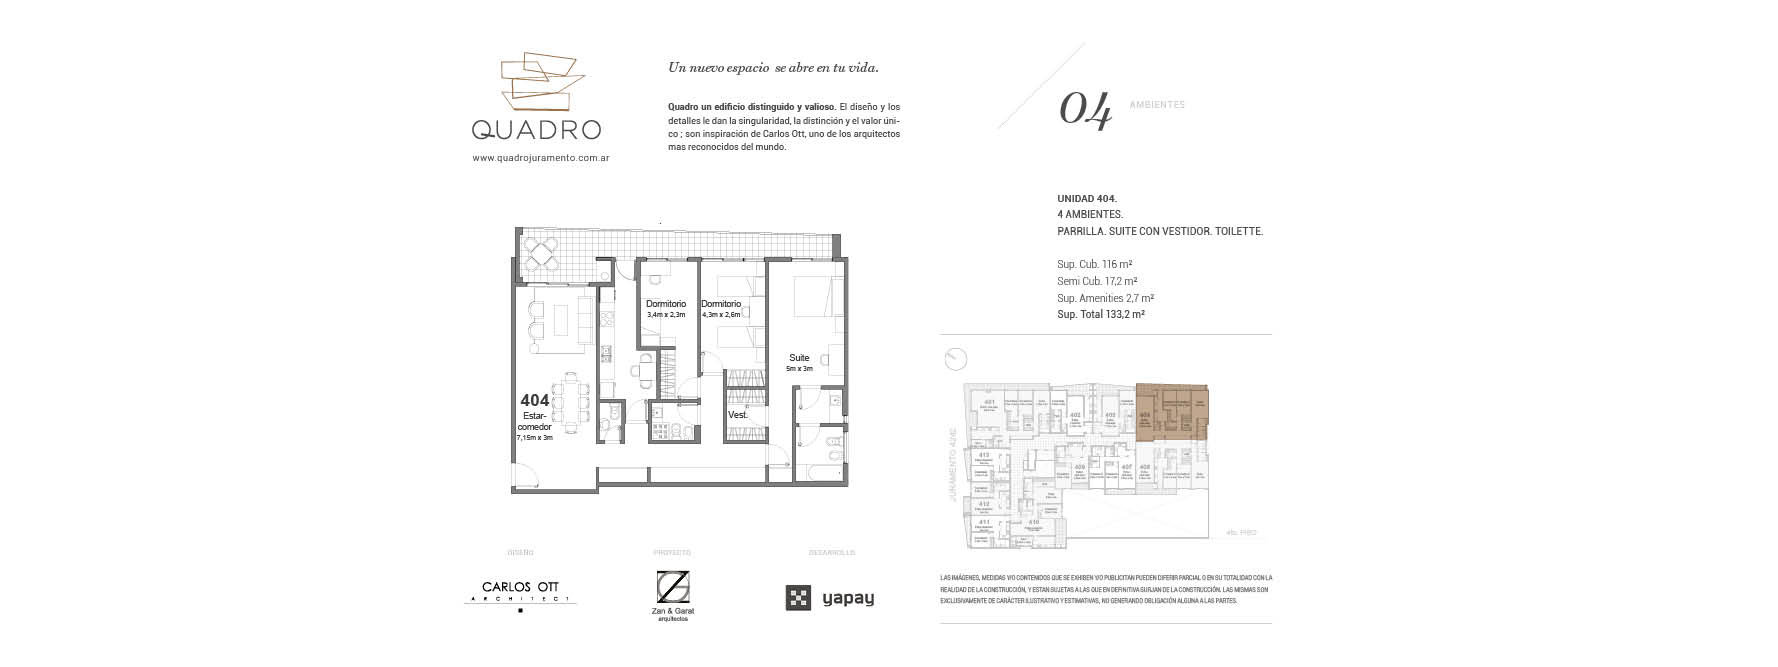 QUADRO
www.quadrojuramento.com.ar
Un nuevo espacio se abre en tu vida.
Quadro un edificio distinguido y valioso. El diseño y los
detalles le dan la singularidad, la distinción y el valor úni-
co ; son inspiración de Carlos Ott, uno de los arquitectos
mas reconocidos del mundo.
04 AMBIENTES
UNIDAD 404.
4 AMBIENTES.
PARRILLA. SUITE CON VESTIDOR. TOILETTE.
Sup. Cub. 116 m²
Semi Cub. 17,2 m²
Sup. Amenities 2,7 m²
Sup. Total 133,2 m²
Dormitorio
3,4m x 2,3m
Dormitorio
4,3m x 2,6m
Suite
5m x 3m
404
Estar-
comedor
7,15m x 3m
Vest.
401
402
403
404
413
409
407
408
412
411
410
JURAMENTO 4242
4to. PISO
DISEÑO
PROYECTO
DESARROLLO
CARLOS OTT
ARCHITECT
Zan & Garat
arquitectos
yapay
LAS IMÁGENES, MEDIDAS Y/O CONTENIDOS QUE SE EXHIBEN Y/O PUBLICITAN PUEDEN DIFERIR PARCIAL O EN SU TOTALIDAD CON LA
REALIDAD DE LA CONSTRUCCIÓN, Y ESTAN SUJETAS A LAS QUE EN DEFINITIVA SURJAN DE LA CONSTRUCCIÓN. LAS MISMAS SON
EXCLUSIVAMENTE DE CARÁCTER ILUSTRATIVO Y ESTIMATIVAS, NO GENERANDO OBLIGACIÓN ALGUNA A LAS PARTES.